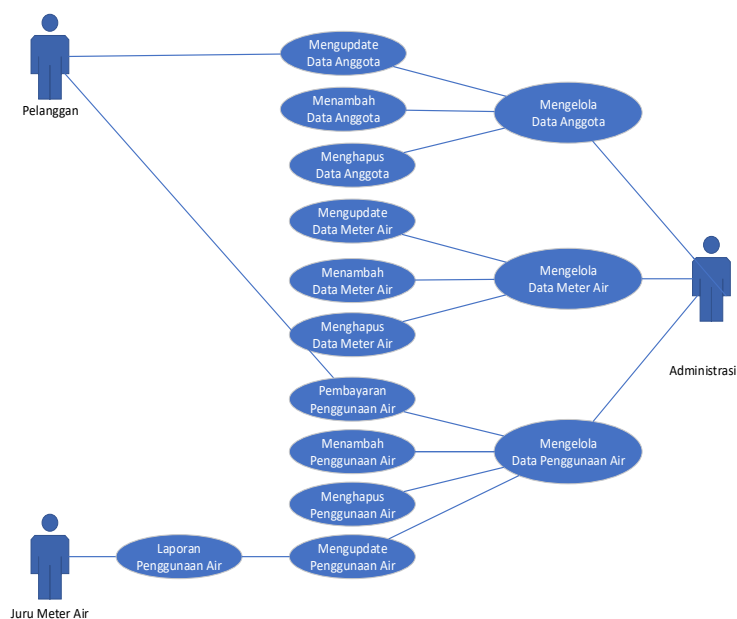 Pelanggan
Mengupdate
Data Anggota
Menambah
Data Anggota
Menghapus
Data Anggota
Mengelola
Data Anggota
Mengupdate
Data Meter Air
Menambah
Data Meter Air
Menghapus
Data Meter Air
Mengelola
Data Meter Air
Administrasi
Pembayaran
Penggunaan Air
Menambah
Penggunaan Air
Menghapus
Penggunaan Air
Mengupdate
Penggunaan Air
Mengelola
Data Penggunaan Air
Laporan
Penggunaan Air
Juru Meter Air